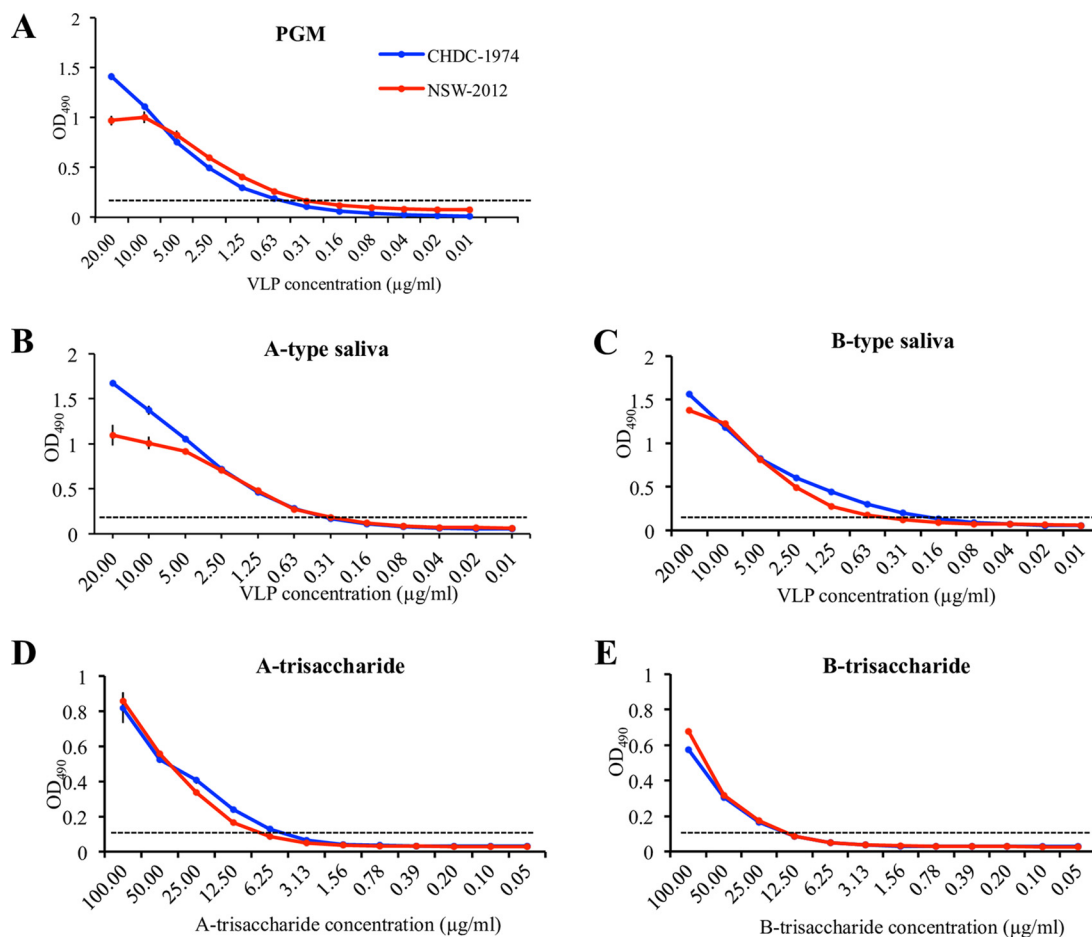 A
PGM
CHDC-1974
NSW-2012
2
1.5
1
0.5
0
OD490
20.00 10.00 5.00 2.50 1.25 0.63 0.31 0.16 0.08 0.04 0.02 0.01
VLP concentration (µg/ml)
B
A-type saliva
2
1.5
1
0.5
0
OD490
20.00 10.00 5.00 2.50 1.25 0.63 0.31 0.16 0.08 0.04 0.02 0.01
VLP concentration (µg/ml)
C
B-type saliva
2
1.5
1
0.5
0
OD490
20.00 10.00 5.00 2.50 1.25 0.63 0.31 0.16 0.08 0.04 0.02 0.01
VLP concentration (µg/ml)
D
A-trisaccharide
1
0.8
0.6
0.4
0.2
0
OD490
100.00 50.00 25.00 12.50 6.25 3.13 1.56 0.78 0.39 0.20 0.10 0.05
A-trisaccharide concentration (µg/ml)
E
B-trisaccharide
1
0.8
0.6
0.4
0.2
0
OD490
100.00 50.00 25.00 12.50 6.25 3.13 1.56 0.78 0.39 0.20 0.10 0.05
B-trisaccharide concentration (µg/ml)